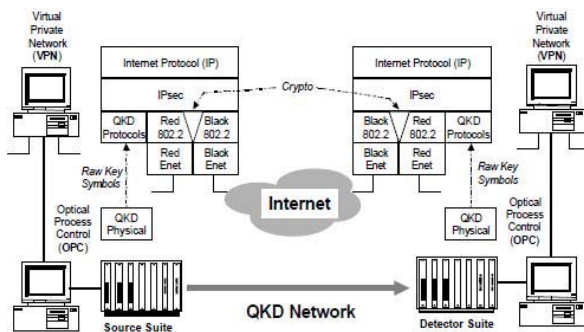 Virtual
Private
Network
(VPN)
Internet Protocol (IP)
IPsec
QKD
Protocols
Red
802.2
Black
802.2
Red
Enet
Black
Enet
Crypto
Internet Protocol (IP)
IPsec
Black
802.2
Red
802.2
QKD
Protocols
Black
Enet
Red
Enet
Virtual
Private
Network
(VPN)
Raw Key
Symbols
QKD
Physical
Internet
Raw Key
Symbols
QKD
Physical
Optical
Process
Control
(OPC)
Optical
Process
Control
(OPC)
Source Suite
QKD Network
Detector Suite